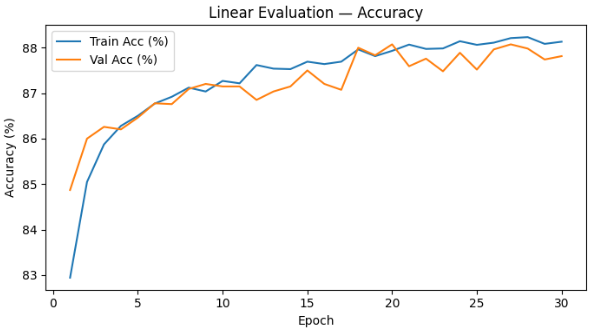 Linear Evaluation — Accuracy
Train Acc (%)
Val Acc (%)
Accuracy (%)
88
87
86
85
84
83
0 5 10 15 20 25 30
Epoch